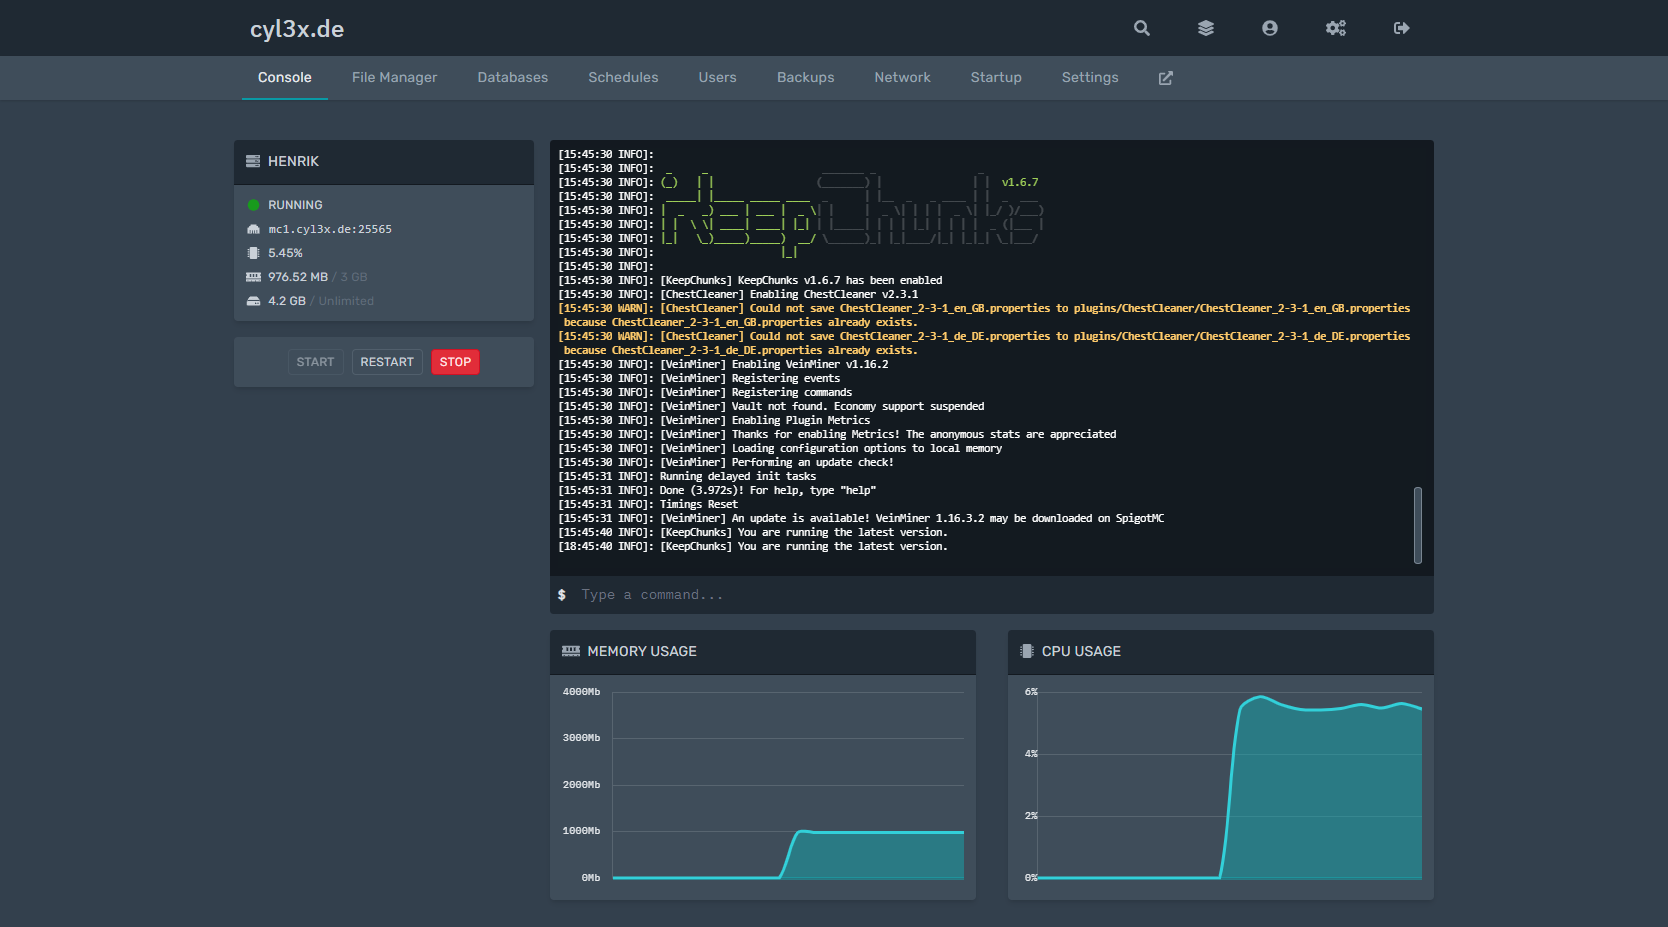 cyl3x.de
Console File Manager Databases Schedules Users Backups Network Startup Settings
HENRIK
RUNNING
mc1.cyl3x.de:25565
5.45%
976.52 MB / 3 GB
4.2 GB / Unlimited
START RESTART STOP
[15:45:30 INFO]:
[15:45:30 INFO]:
[15:45:30 INFO]: v1.6.7
[15:45:30 INFO]:
[15:45:30 INFO]:
[15:45:30 INFO]:
[15:45:30 INFO]:
[15:45:30 INFO]:
[15:45:30 INFO]:
[15:45:30 INFO]: [KeepChunks] KeepChunks v1.6.7 has been enabled
[15:45:30 INFO]: [ChestCleaner] Enabling ChestCleaner v2.3.1
[15:45:30 WARN]: [ChestCleaner] Could not save ChestCleaner_2-3-1_en_GB.properties to plugins/ChestCleaner/ChestCleaner_2-3-1_en_GB.properties
because ChestCleaner_2-3-1_en_GB.properties already exists.
[15:45:30 WARN]: [ChestCleaner] Could not save ChestCleaner_2-3-1_de_DE.properties to plugins/ChestCleaner/ChestCleaner_2-3-1_de_DE.properties
because ChestCleaner_2-3-1_de_DE.properties already exists.
[15:45:30 INFO]: [VeinMiner] Enabling VeinMiner v1.16.2
[15:45:30 INFO]: [VeinMiner] Registering events
[15:45:30 INFO]: [VeinMiner] Registering commands
[15:45:30 INFO]: [VeinMiner] Vault not found. Economy support suspended
[15:45:30 INFO]: [VeinMiner] Enabling Plugin Metrics
[15:45:30 INFO]: [VeinMiner] Thanks for enabling Metrics! The anonymous stats are appreciated
[15:45:30 INFO]: [VeinMiner] Loading configuration options to local memory
[15:45:30 INFO]: [VeinMiner] Performing an update check!
[15:45:31 INFO]: Running delayed init tasks
[15:45:31 INFO]: Done (3.972s)! For help, type "help"
[15:45:31 INFO]: Timings Reset
[15:45:31 INFO]: [VeinMiner] An update is available! VeinMiner 1.16.3.2 may be downloaded on SpigotMC
[15:45:40 INFO]: [KeepChunks] You are running the latest version.
[18:45:40 INFO]: [KeepChunks] You are running the latest version.
$ Type a command...
MEMORY USAGE
4000Mb
3000Mb
2000Mb
1000Mb
0Mb
CPU USAGE
6%
4%
2%
0%